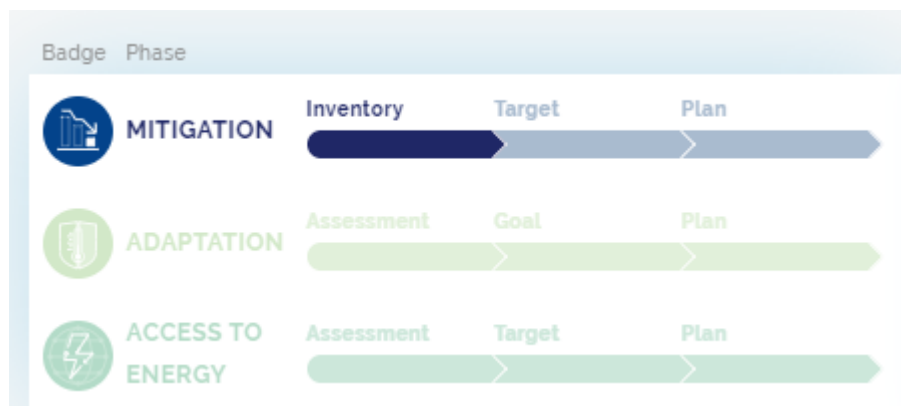 Badge Phase
Inventory Target Plan
MITIGATION
Assessment Goal Plan
ADAPTATION
Assessment Target Plan
ACCESS TO
ENERGY